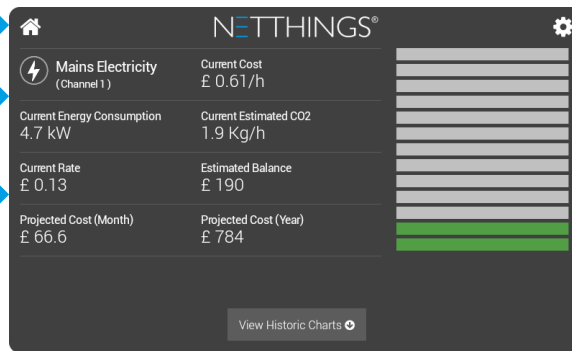 NETTHINGS®
Mains Electricity
(Channel 1)
Current Cost
£ 0.61/h
Current Energy Consumption
4.7 kW
Current Estimated CO2
1.9 Kg/h
Current Rate
£ 0.13
Estimated Balance
£ 190
Projected Cost (Month)
£ 66.6
Projected Cost (Year)
£ 784
View Historic Charts